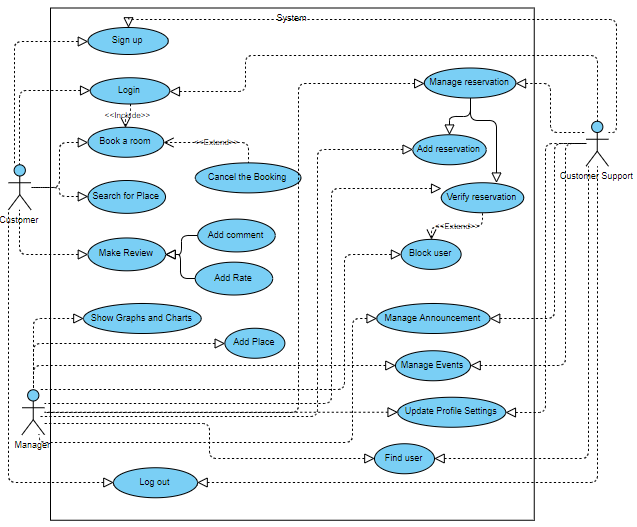 System
Sign up
Login
<<Include>>
Book a room
<<Extend>>
Cancel the Booking
Search for Place
Customer
Make Review
Add comment
Add Rate
Show Graphs and Charts
Add Place
Manager
Log out
Manage reservation
Add reservation
Verify reservation
<<Extend>>
Block user
Customer Support
Manage Announcement
Manage Events
Update Profile Settings
Find user